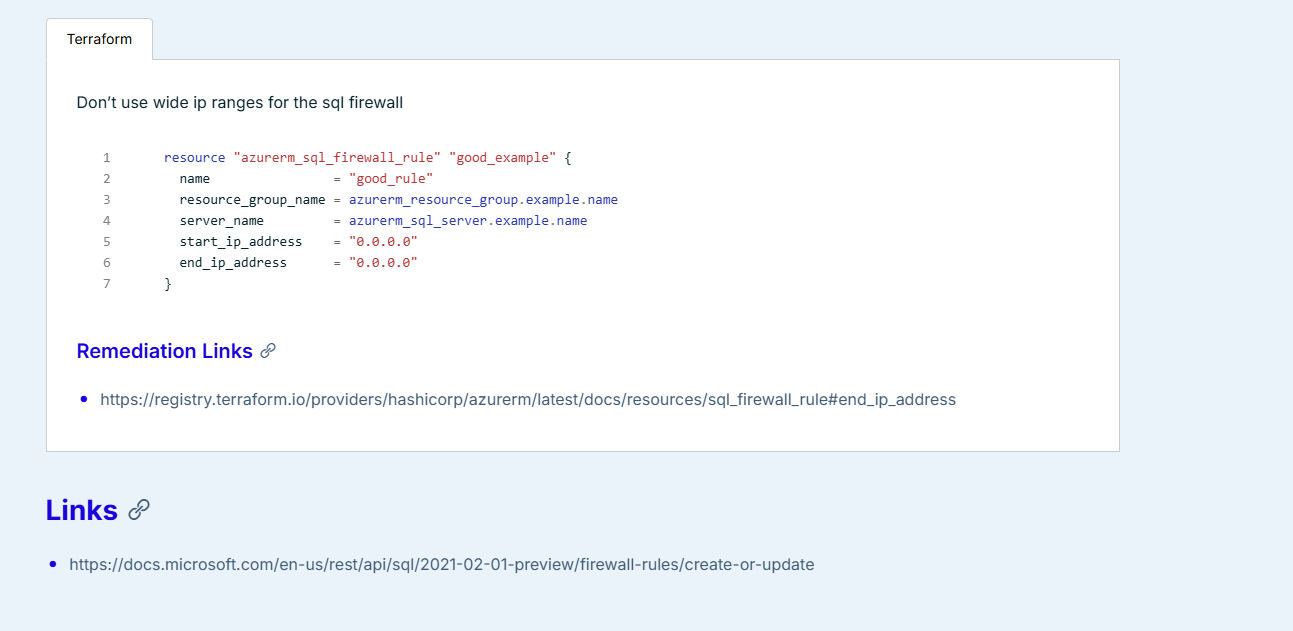 Terraform
Don’t use wide ip ranges for the sql firewall
1 resource "azurerm_sql_firewall_rule" "good_example" {
2   name                = "good_rule"
3   resource_group_name = azurerm_resource_group.example.name
4   server_name         = azurerm_sql_server.example.name
5   start_ip_address    = "0.0.0.0"
6   end_ip_address      = "0.0.0.0"
7 }
Remediation Links
• https://registry.terraform.io/providers/hashicorp/azurerm/latest/docs/resources/sql_firewall_rule#end_ip_address
Links
• https://docs.microsoft.com/en-us/rest/api/sql/2021-02-01-preview/firewall-rules/create-or-update